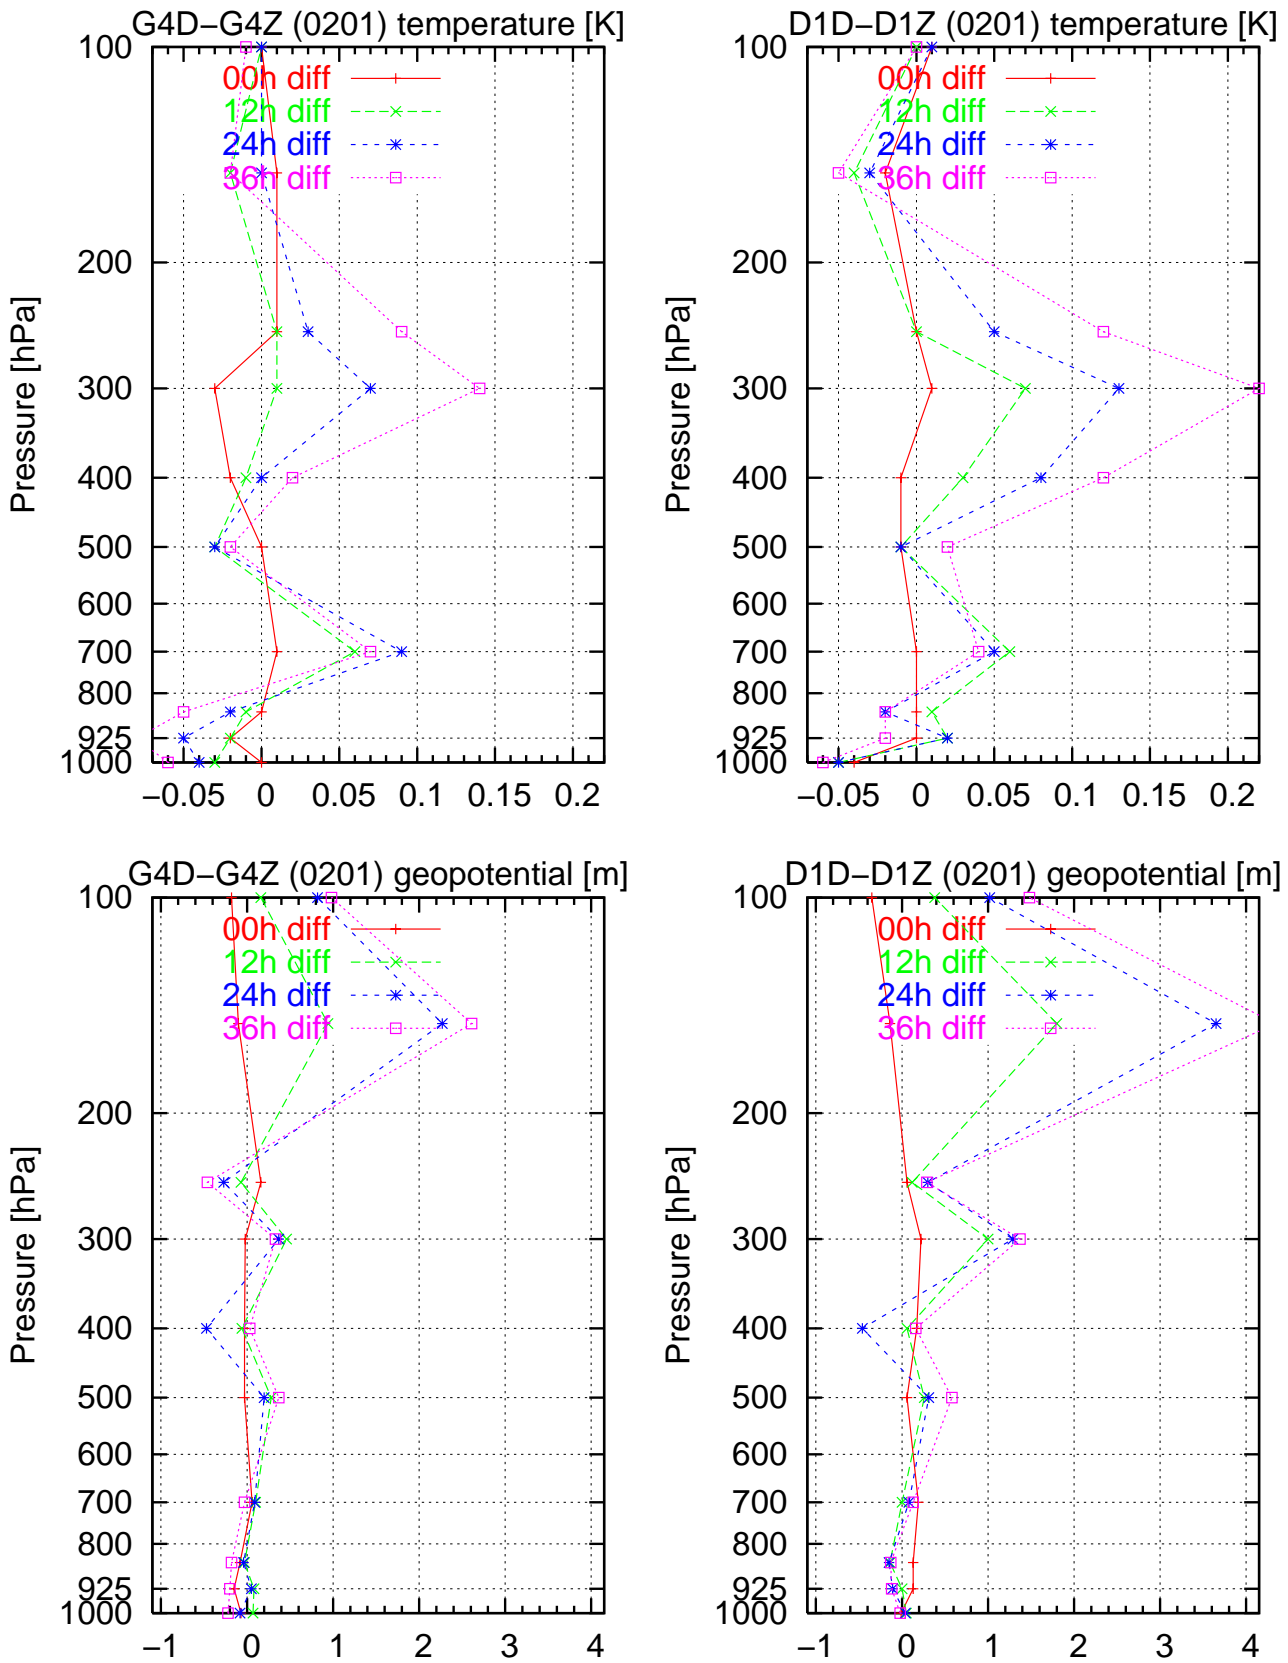 G4D−G4Z (0201) temperature [K]
100
200
300
400
500
600
700
800
925
1000
Pressure [hPa]
00h diff
12h diff
24h diff
36h diff
−0.05 0 0.05 0.1 0.15 0.2
D1D−D1Z (0201) temperature [K]
100
200
300
400
500
600
700
800
925
1000
Pressure [hPa]
00h diff
12h diff
24h diff
36h diff
−0.05 0 0.05 0.1 0.15 0.2
G4D−G4Z (0201) geopotential [m]
100
200
300
400
500
600
700
800
925
1000
Pressure [hPa]
00h diff
12h diff
24h diff
36h diff
−1 0 1 2 3 4
D1D−D1Z (0201) geopotential [m]
100
200
300
400
500
600
700
800
925
1000
Pressure [hPa]
00h diff
12h diff
24h diff
36h diff
−1 0 1 2 3 4